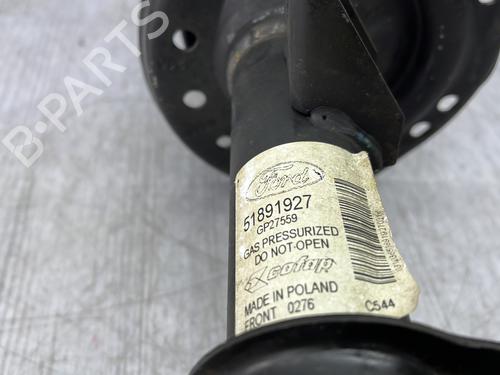 B-PARTS
Ford
51891927
GP27559
GAS PRESSURIZED
DO NOT OPEN
cofap
MADE IN POLAND
FRONT 0276 C544